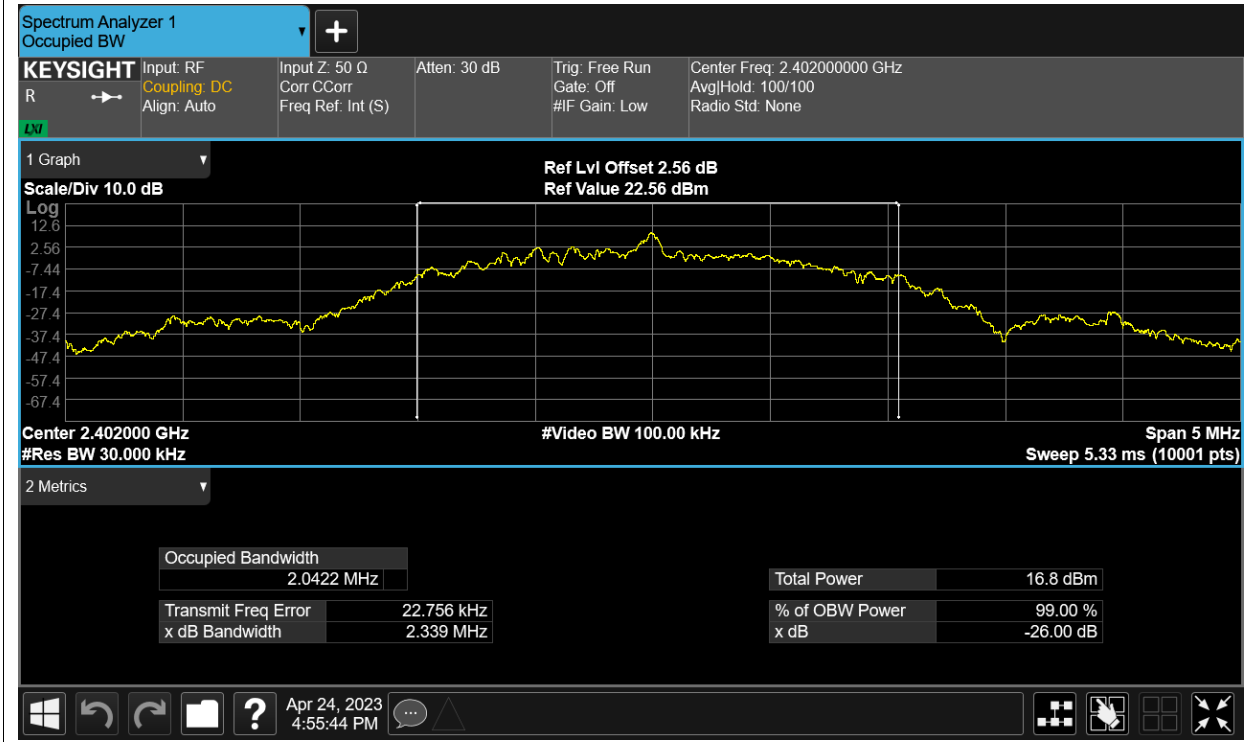 Spectrum Analyzer 1
Occupied BW
KEYSIGHT
R
LXI
Input: RF
Coupling: DC
Align: Auto
Input Z: 50 Ω
Corr CCorr
Freq Ref: Int (S)
Atten: 30 dB
Trig: Free Run
Gate: Off
#IF Gain: Low
Center Freq: 2.402000000 GHz
Avg|Hold: 100/100
Radio Std: None
1 Graph
Scale/Div 10.0 dB
Ref Lvl Offset 2.56 dB
Ref Value 22.56 dBm
Log
12.6
2.56
-7.44
-17.4
-27.4
-37.4
-47.4
-57.4
-67.4
Center 2.402000 GHz
#Video BW 100.00 kHz
Span 5 MHz
#Res BW 30.000 kHz
Sweep 5.33 ms (10001 pts)
2 Metrics
Occupied Bandwidth
2.0422 MHz
Transmit Freq Error 22.756 kHz
x dB Bandwidth 2.339 MHz
Total Power 16.8 dBm
% of OBW Power 99.00 %
x dB -26.00 dB
?
Apr 24, 2023
4:55:44 PM